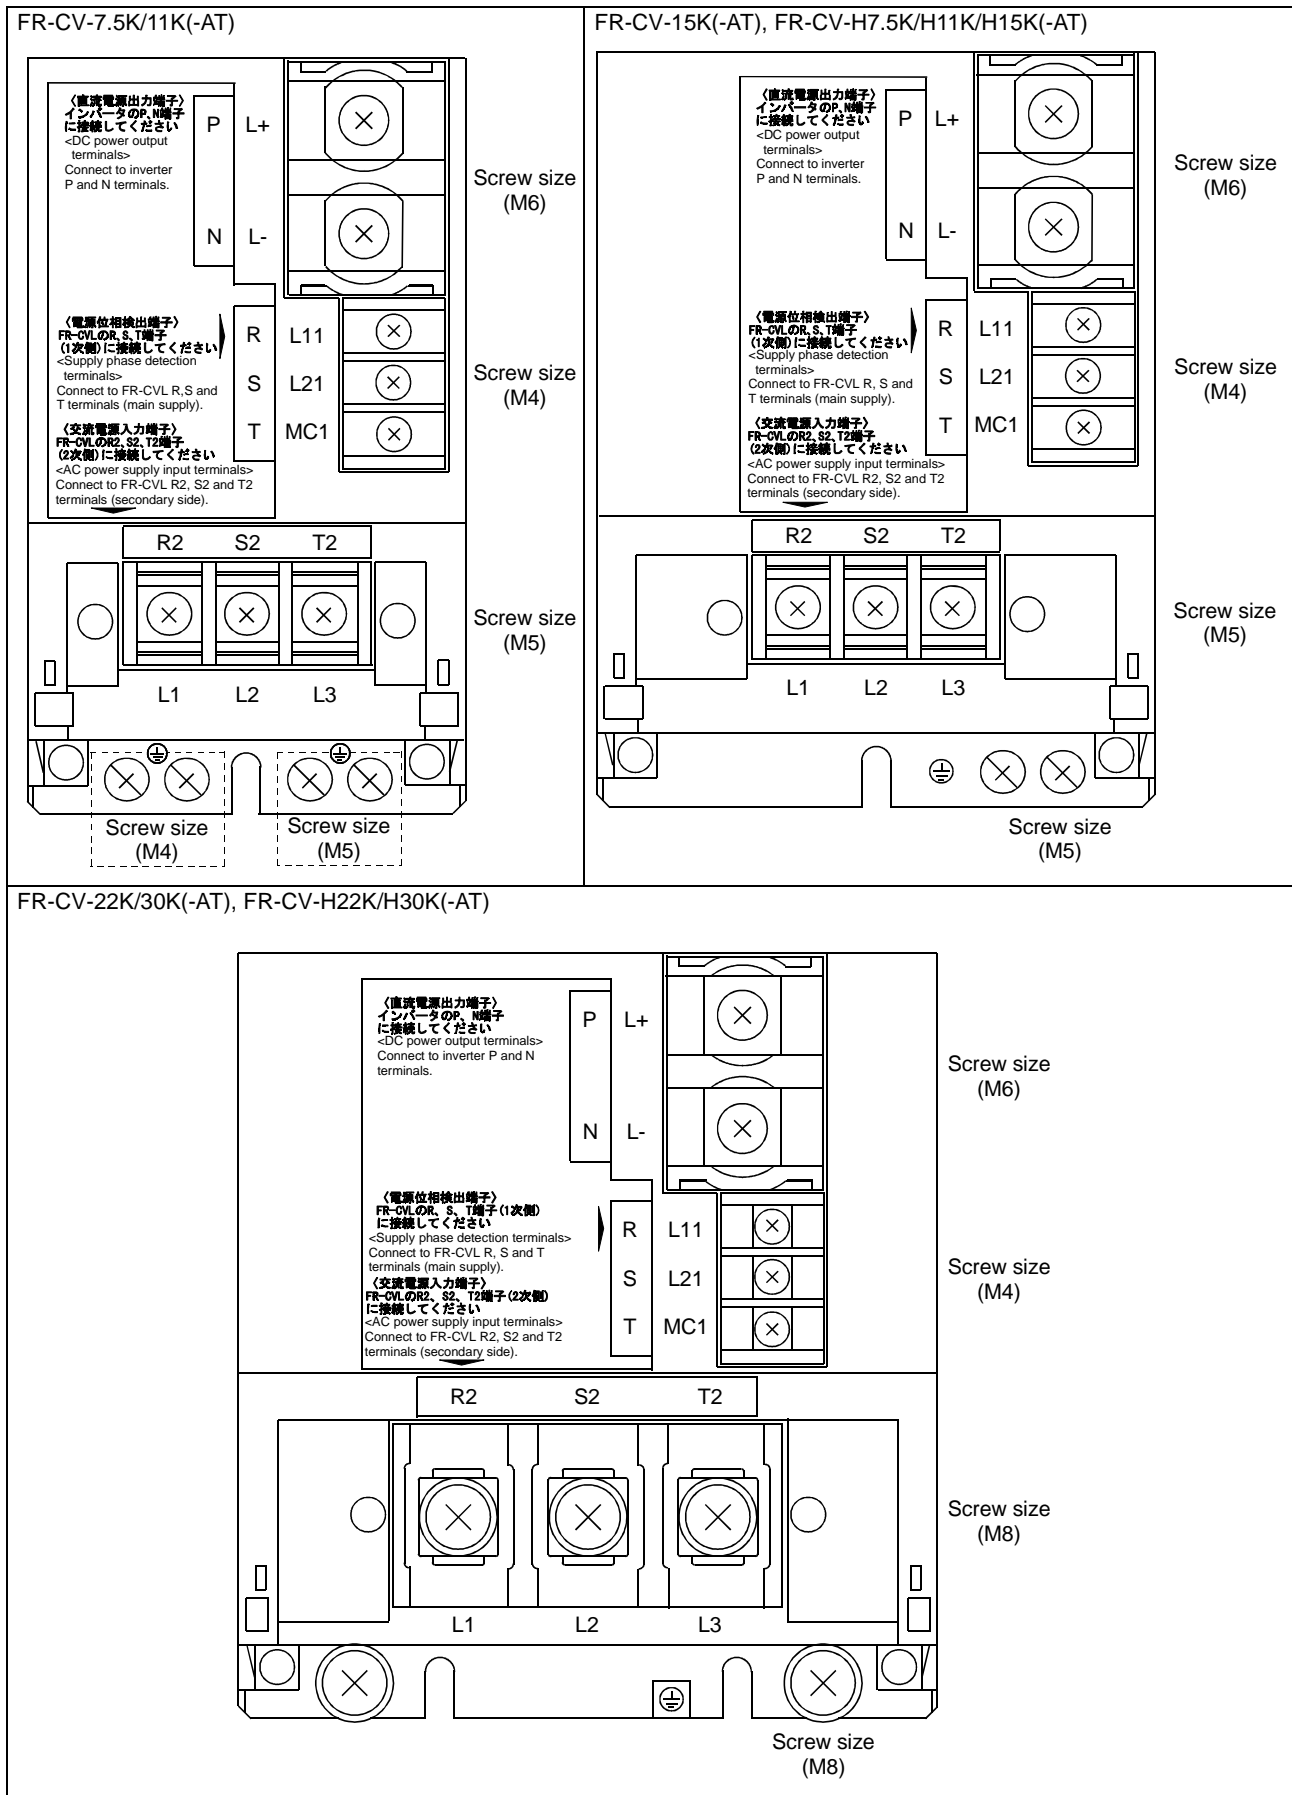 FR-CV-7.5K/11K(-AT)
〈直流電源出力端子〉
インバータのP、N端子
に接続してください
<DC power output
terminals>
Connect to inverter
P and N terminals.
P L+
N L-
Screw size
(M6)
〈電源位相検出端子〉
FR-CVLのR、S、T端子
(1次側)に接続してください
<Supply phase detection
terminals>
Connect to FR-CVL R,S and
T terminals (main supply).
R L11
S L21
T MC1
Screw size
(M4)
〈交流電源入力端子〉
FR-CVLのR2、S2、T2端子
(2次側)に接続してください
<AC power supply input terminals>
Connect to FR-CVL R2, S2 and T2
terminals (secondary side).
R2 S2 T2
L1 L2 L3
Screw size
(M5)
Screw size
(M4)
Screw size
(M5)
FR-CV-15K(-AT), FR-CV-H7.5K/H11K/H15K(-AT)
〈直流電源出力端子〉
インバータのP、N端子
に接続してください
<DC power output
terminals>
Connect to inverter
P and N terminals.
P L+
N L-
Screw size
(M6)
〈電源位相検出端子〉
FR-CVLのR、S、T端子
(1次側)に接続してください
<Supply phase detection
terminals>
Connect to FR-CVL R, S and
T terminals (main supply).
R L11
S L21
T MC1
Screw size
(M4)
〈交流電源入力端子〉
FR-CVLのR2、S2、T2端子
(2次側)に接続してください
<AC power supply input terminals>
Connect to FR-CVL R2, S2 and T2
terminals (secondary side).
R2 S2 T2
L1 L2 L3
Screw size
(M5)
Screw size
(M5)
FR-CV-22K/30K(-AT), FR-CV-H22K/H30K(-AT)
〈直流電源出力端子〉
インバータのP、N端子
に接続してください
<DC power output terminals>
Connect to inverter P and N
terminals.
P L+
N L-
Screw size
(M6)
〈電源位相検出端子〉
FR-CVLのR、S、T端子(1次側)
に接続してください
<Supply phase detection terminals>
Connect to FR-CVL R, S and T
terminals (main supply).
R L11
S L21
T MC1
Screw size
(M4)
〈交流電源入力端子〉
FR-CVLのR2、S2、T2端子(2次側)
に接続してください
<AC power supply input terminals>
Connect to FR-CVL R2, S2 and T2
terminals (secondary side).
R2 S2 T2
L1 L2 L3
Screw size
(M8)
Screw size
(M8)